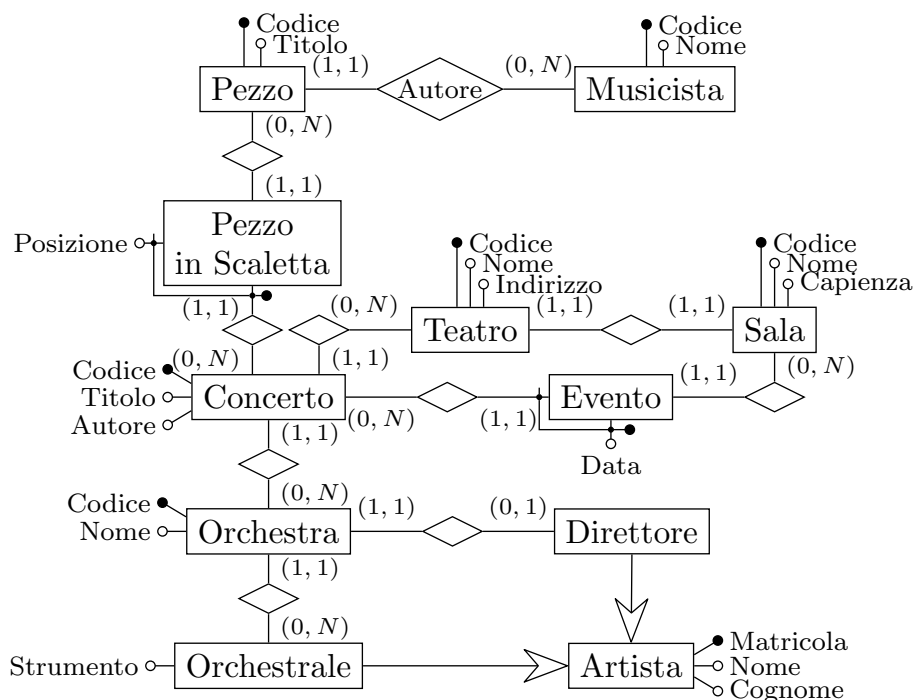 Codice
Titolo
Codice
Nome
Pezzo
(1, 1)
Autore
(0, N)
Musicista
(0, N)
(1, 1)
Pezzo
in Scaletta
Posizione
(1, 1)
Codice
Nome
Indirizzo
Codice
Nome
Capienza
(0, N)
Teatro
(1, 1)
(1, 1)
Sala
(0, N)
(1, 1)
(0, N)
Codice
Titolo
Autore
Concerto
(0, N)
(1, 1)
Evento
(1, 1)
Data
(1, 1)
(0, N)
Codice
Nome
Orchestra
(1, 1)
(0, 1)
Direttore
(1, 1)
(0, N)
Strumento
Orchestrale
Artista
Matricola
Nome
Cognome